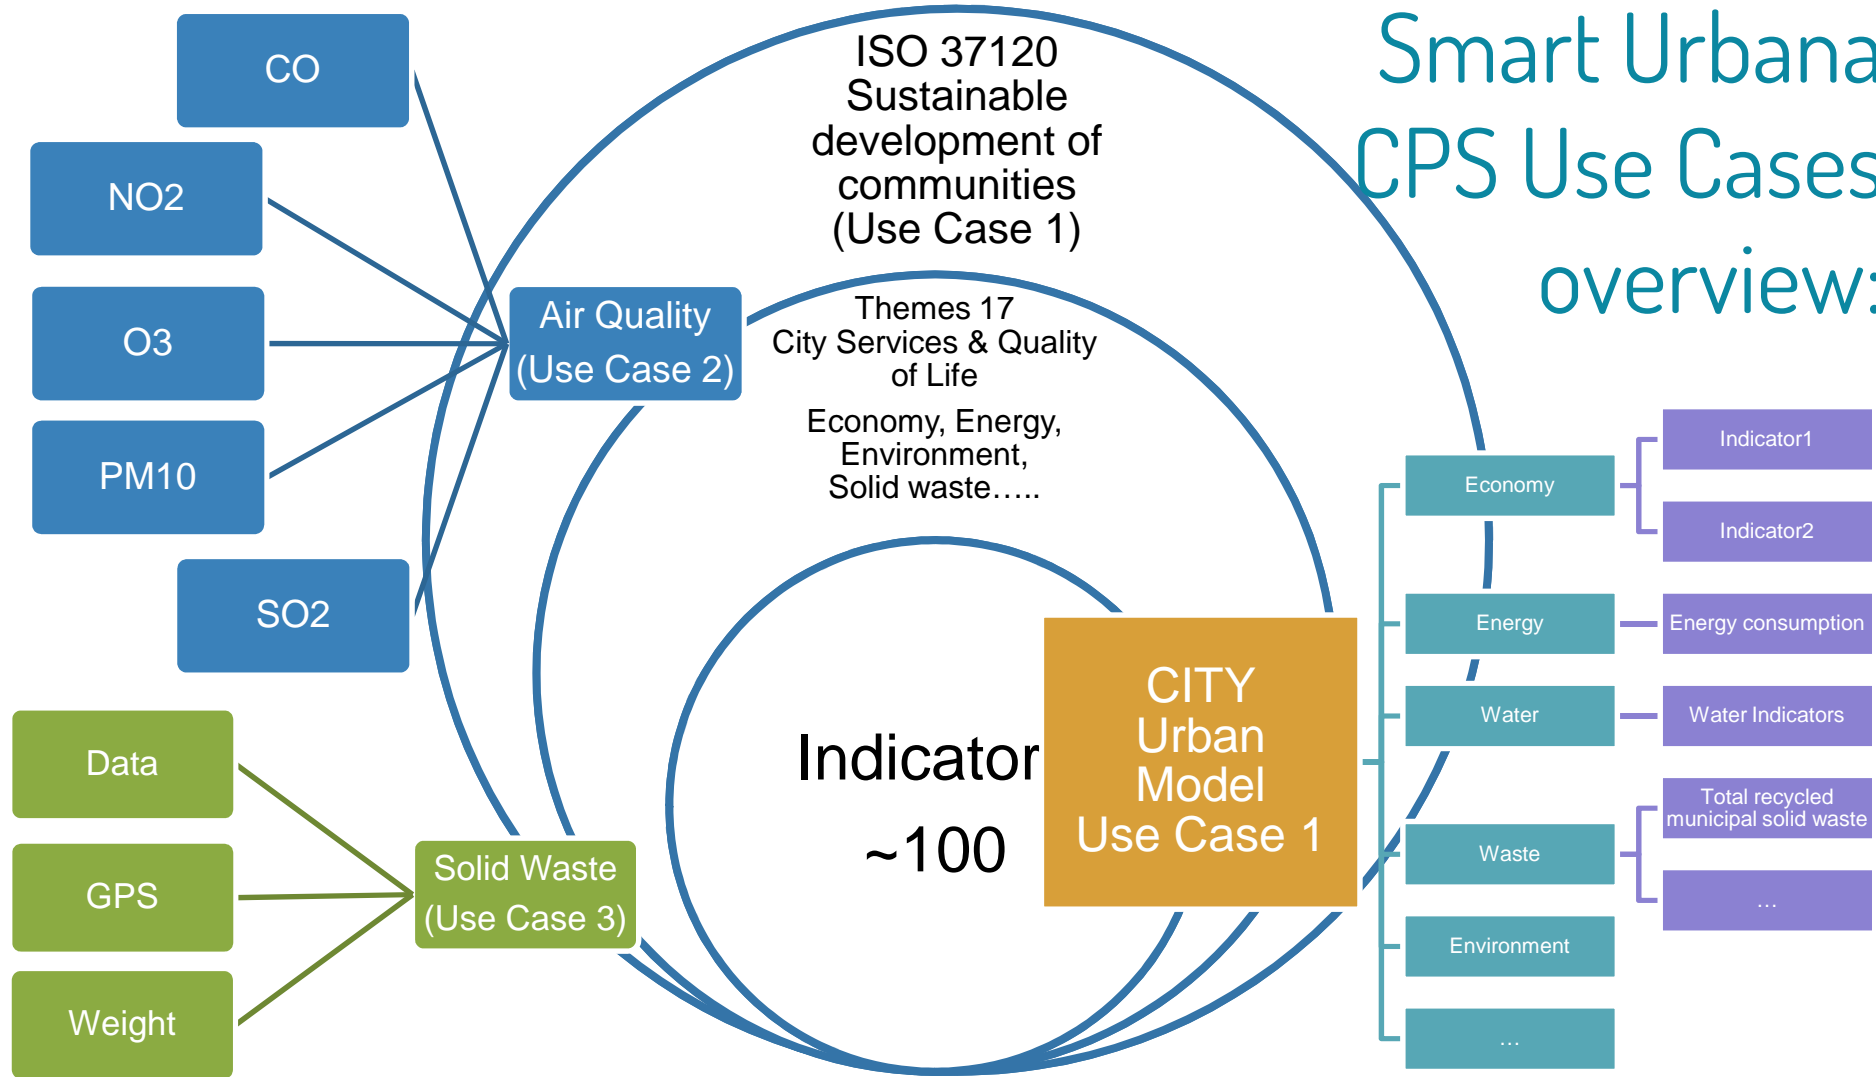 Smart Urbana
CPS Use Cases
overview:
CO
NO2
O3
PM10
SO2
Air Quality
(Use Case 2)
Data
GPS
Weight
Solid Waste
(Use Case 3)
ISO 37120
Sustainable
development of
communities
(Use Case 1)
Themes 17
City Services & Quality
of Life
Economy, Energy,
Environment,
Solid waste…..
Indicator
~100
CITY
Urban
Model
Use Case 1
Economy
Indicator1
Indicator2
Energy
Energy consumption
Water
Water Indicators
Waste
Total recycled
municipal solid waste
…
Environment
…